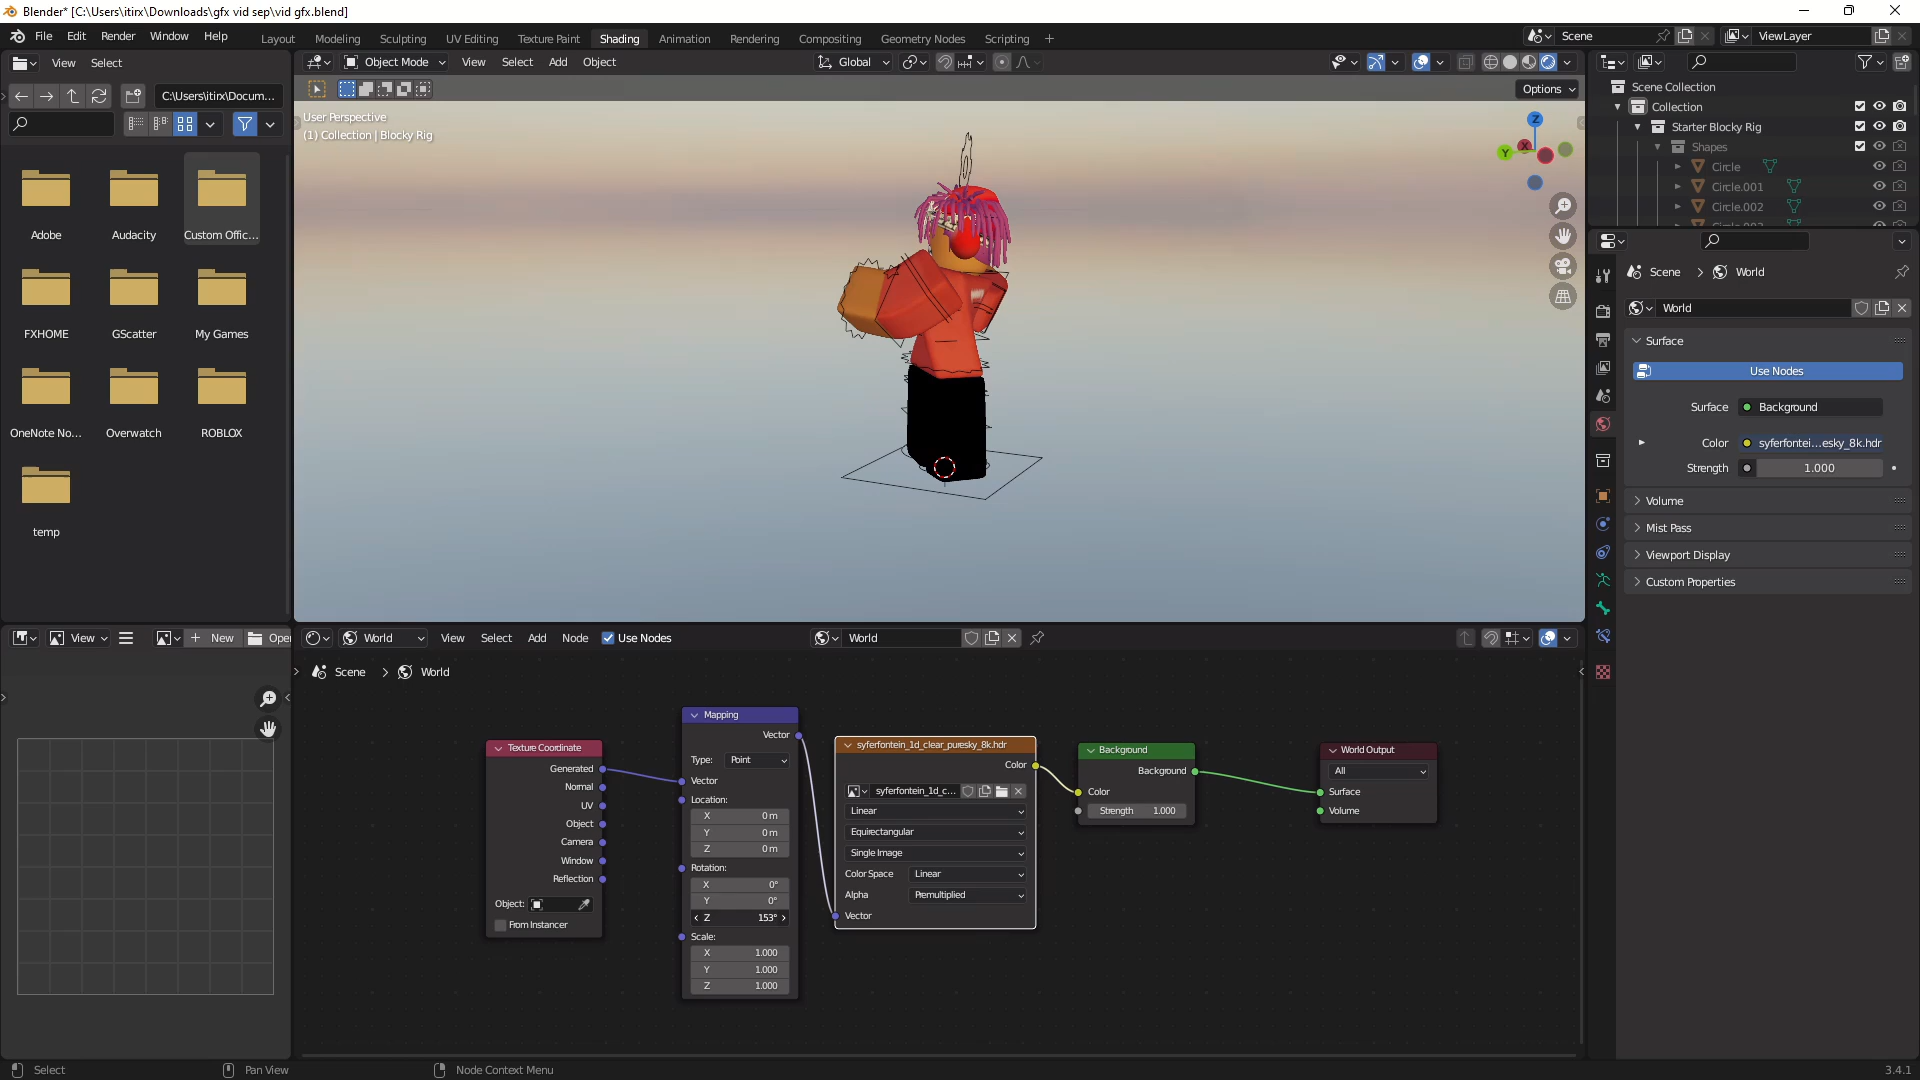 Blender* [C:\Users\itirx\Downloads\gfx vid sep\vid gfx.blend]
File Edit Render Window Help
Layout Modeling Sculpting UV Editing Texture Paint Shading Animation Rendering Compositing Geometry Nodes Scripting +
Scene
ViewLayer
View Select
C:\Users\itirx\Docum...
Adobe
Audacity
Custom Offic...
FXHOME
GScatter
My Games
OneNote No...
Overwatch
ROBLOX
temp
Object Mode
View Select Add Object
Global
Options
User Perspective
(1) Collection | Blocky Rig
Z
X
Y
Scene Collection
Collection
Starter Blocky Rig
Shapes
Circle
Circle.001
Circle.002
Scene > World
World
Surface
Use Nodes
Surface Background
Color syferfontei...esky_8k.hdr
Strength 1.000
Volume
Mist Pass
Viewport Display
Custom Properties
View
New
Open
World
View Select Add Node Use Nodes
World
Scene > World
Texture Coordinate
Generated
Normal
UV
Object
Camera
Window
Reflection
Object:
From Instancer
Mapping
Vector
Type: Point
Vector
Location:
X 0 m
Y 0 m
Z 0 m
Rotation:
X 0°
Y 0°
Z 153°
Scale:
X 1.000
Y 1.000
Z 1.000
syferfontein_1d_clear_puresky_8k.hdr
Color
syferfontein_1d_c...
Linear
Equirectangular
Single Image
Color Space Linear
Alpha Premultiplied
Vector
Background
Background
Color
Strength 1.000
World Output
All
Surface
Volume
Select
Pan View
Node Context Menu
3.4.1